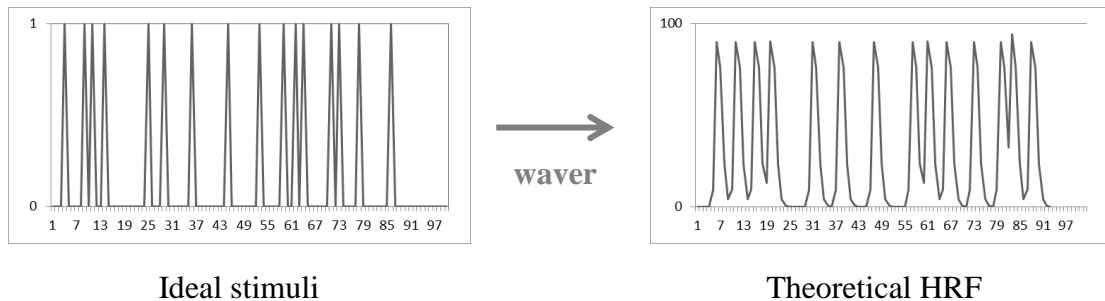 1
0
1 7 13 19 25 31 37 43 49 55 61 67 73 79 85 91 97
waver
100
0
1 7 13 19 25 31 37 43 49 55 61 67 73 79 85 91 97
Ideal stimuli
Theoretical HRF